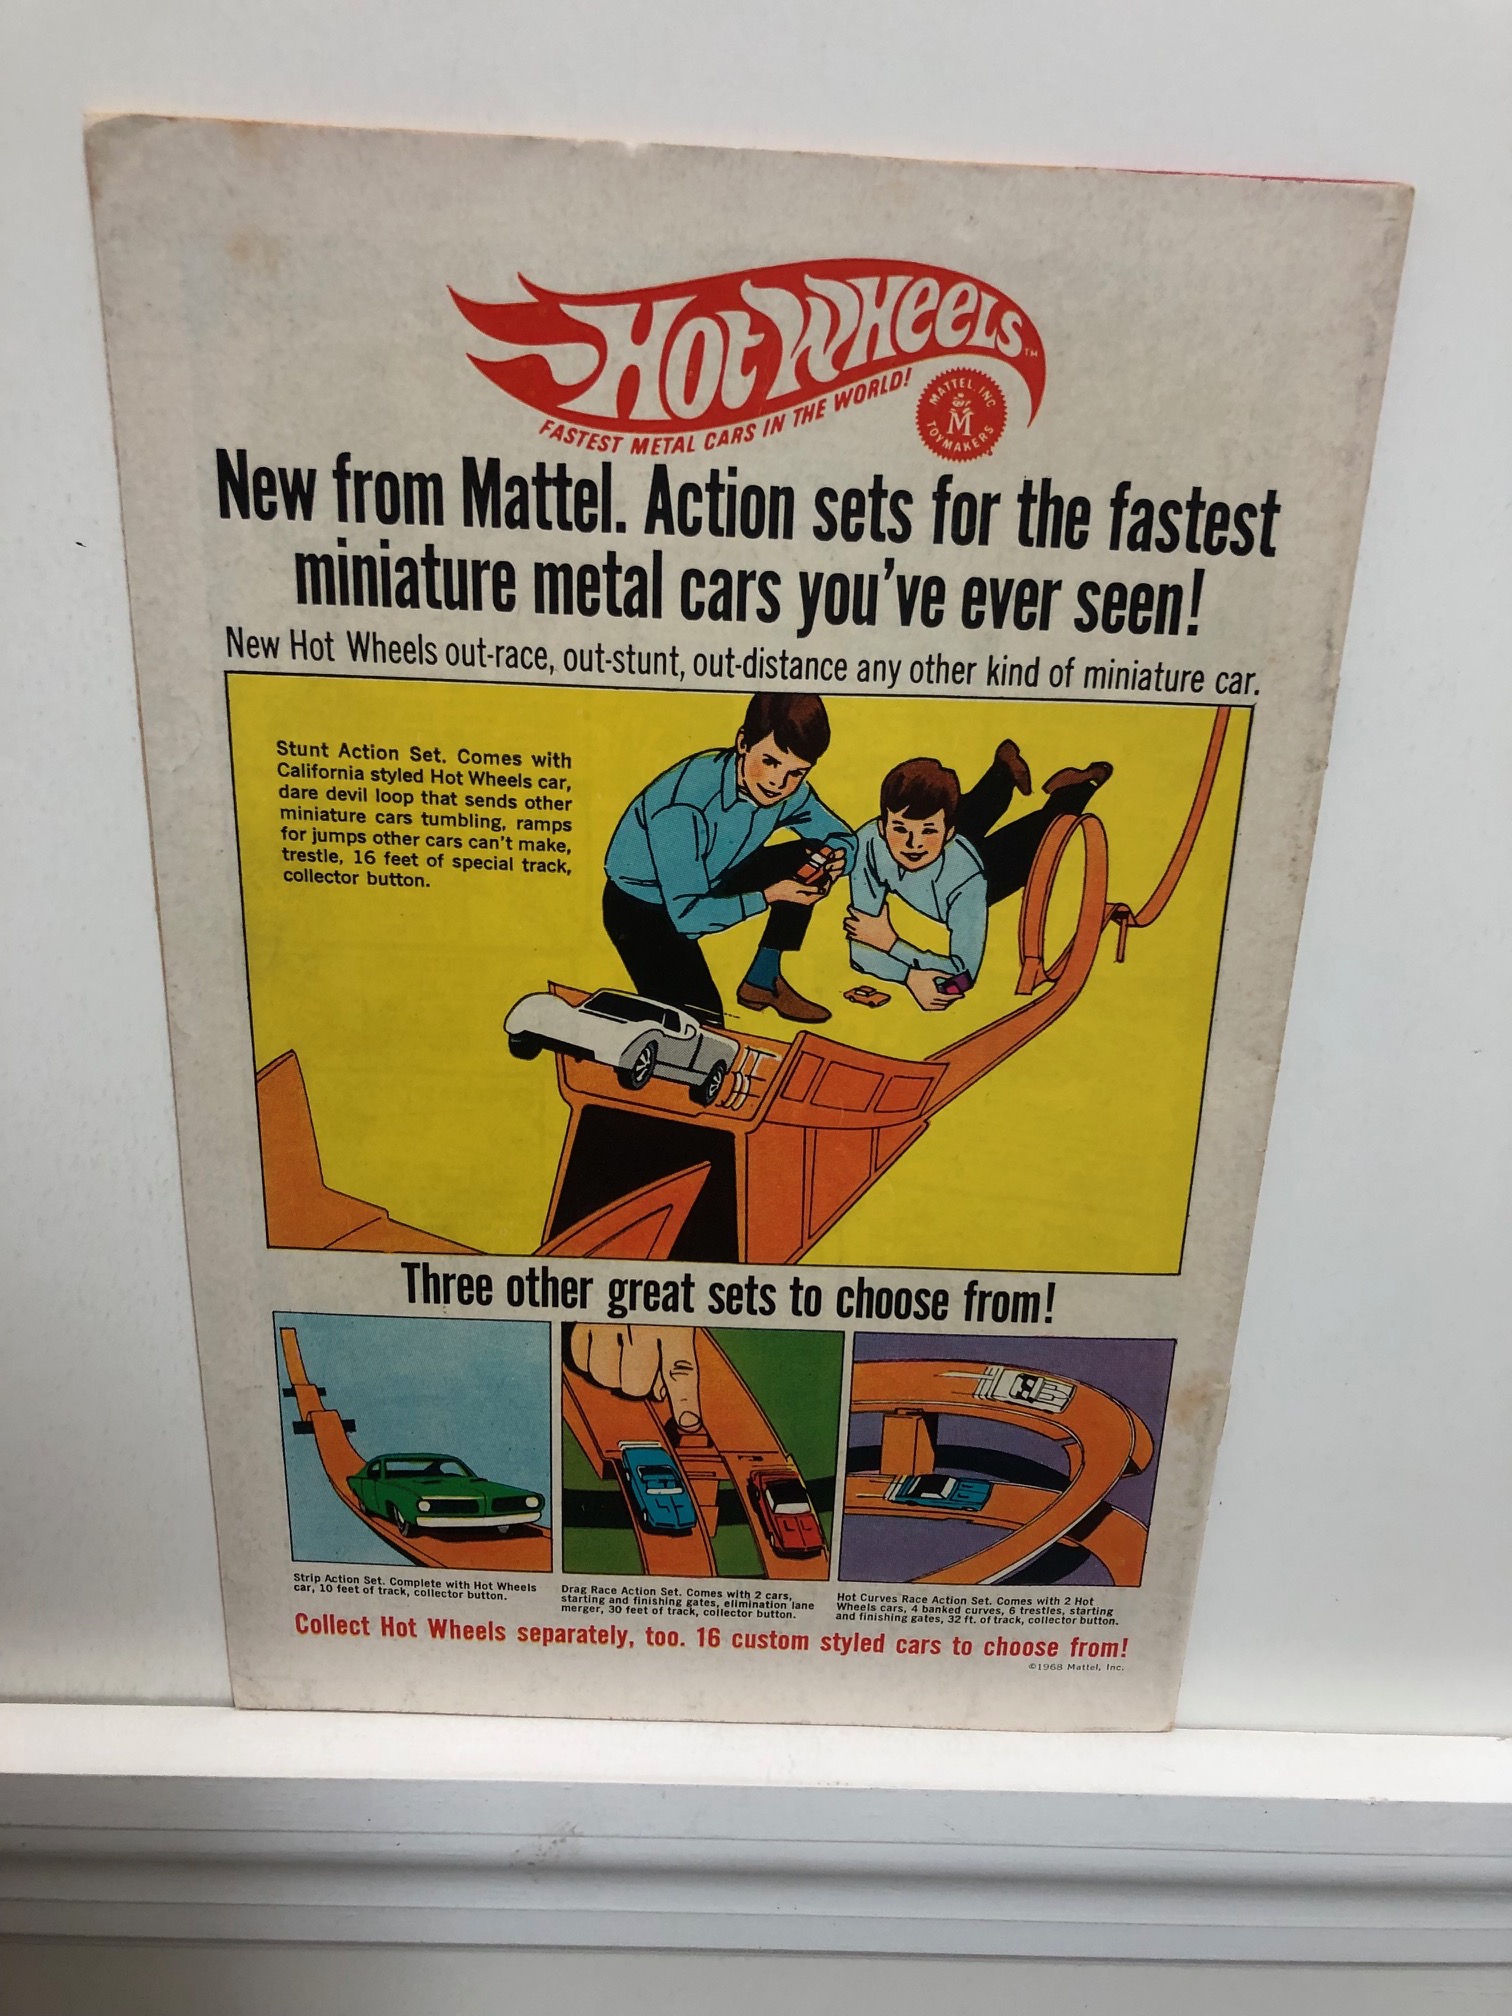 HOT WHEELS™
FASTEST METAL CARS IN THE WORLD!
MATTEL, INC
M
TOYMAKERS
New from Mattel. Action sets for the fastest
miniature metal cars you've ever seen!
New Hot Wheels out-race, out-stunt, out-distance any other kind of miniature car.
Stunt Action Set. Comes with
California styled Hot Wheels car,
dare devil loop that sends other
miniature cars tumbling, ramps
for jumps other cars can't make,
trestle, 16 feet of special track,
collector button.
Three other great sets to choose from!
Strip Action Set. Complete with Hot Wheels
car, 10 feet of track, collector button.
Drag Race Action Set. Comes with 2 cars,
starting and finishing gates, elimination lane
merger, 30 feet of track, collector button.
Hot Curves Race Action Set. Comes with 2 Hot
Wheels cars, 4 banked curves, 6 trestles, starting
and finishing gates, 32 ft. of track, collector button.
Collect Hot Wheels separately, too. 16 custom styled cars to choose from!
©1968 Mattel, Inc.